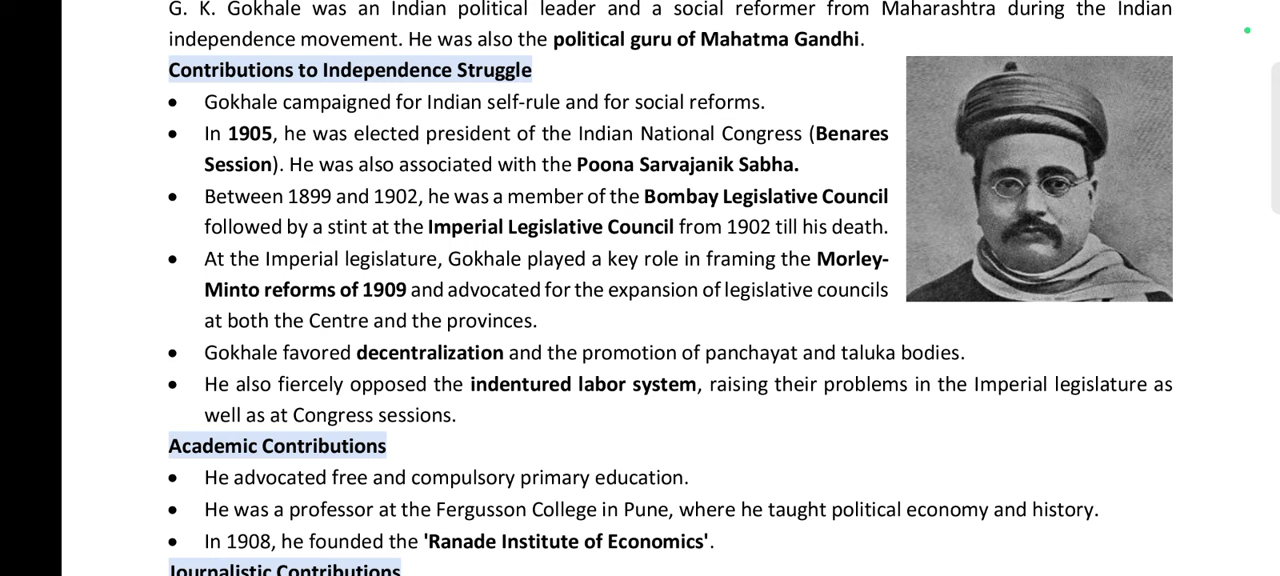 G. K. Gokhale was an Indian political leader and a social reformer from Maharashtra during the Indian
independence movement. He was also the political guru of Mahatma Gandhi.
Contributions to Independence Struggle
• Gokhale campaigned for Indian self-rule and for social reforms.
• In 1905, he was elected president of the Indian National Congress (Benares
Session). He was also associated with the Poona Sarvajanik Sabha.
• Between 1899 and 1902, he was a member of the Bombay Legislative Council
followed by a stint at the Imperial Legislative Council from 1902 till his death.
• At the Imperial legislature, Gokhale played a key role in framing the Morley-
Minto reforms of 1909 and advocated for the expansion of legislative councils
at both the Centre and the provinces.
• Gokhale favored decentralization and the promotion of panchayat and taluka bodies.
• He also fiercely opposed the indentured labor system, raising their problems in the Imperial legislature as
well as at Congress sessions.
Academic Contributions
• He advocated free and compulsory primary education.
• He was a professor at the Fergusson College in Pune, where he taught political economy and history.
• In 1908, he founded the 'Ranade Institute of Economics'.
Journalistic Contributions